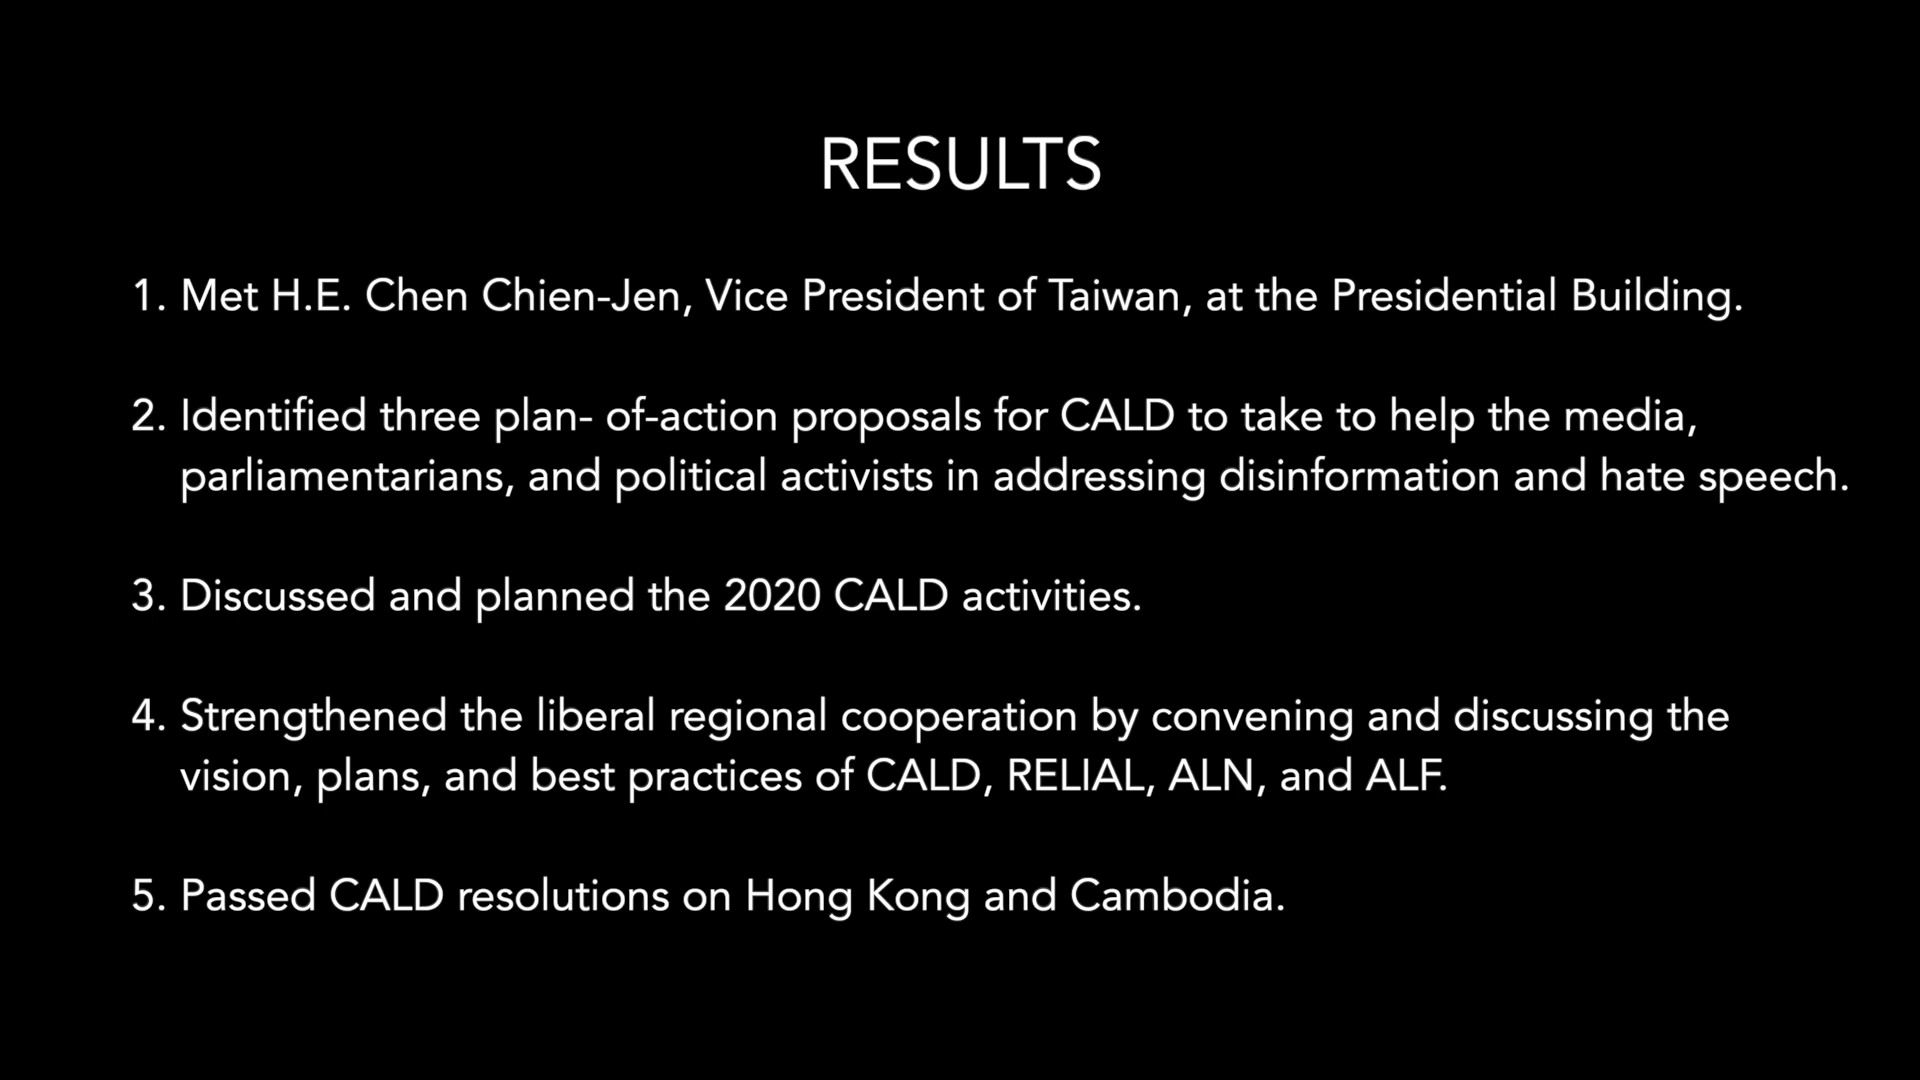 RESULTS
1. Met H.E. Chen Chien-Jen, Vice President of Taiwan, at the Presidential Building.
2. Identified three plan- of-action proposals for CALD to take to help the media,
parliamentarians, and political activists in addressing disinformation and hate speech.
3. Discussed and planned the 2020 CALD activities.
4. Strengthened the liberal regional cooperation by convening and discussing the
vision, plans, and best practices of CALD, RELIAL, ALN, and ALF.
5. Passed CALD resolutions on Hong Kong and Cambodia.